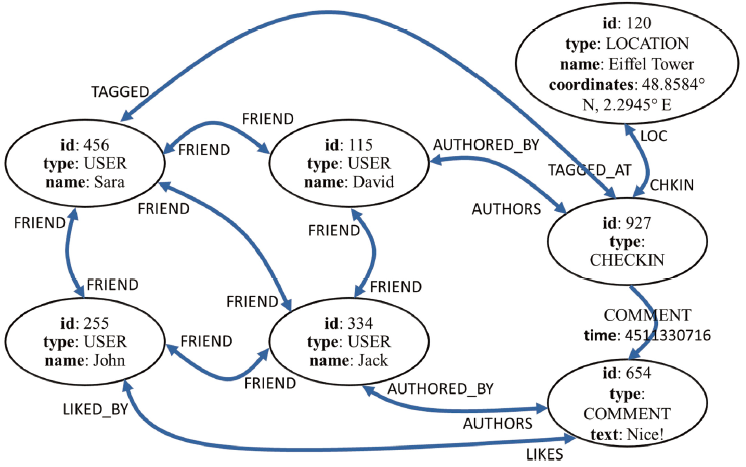 id: 120
type: LOCATION
name: Eiffel Tower
coordinates: 48.8584°
N, 2.2945° E
TAGGED
LOC
FRIEND
id: 456
type: USER
name: Sara
FRIEND
FRIEND
id: 115
type: USER
name: David
AUTHORED_BY
TAGGED_AT
CHKIN
AUTHORS
FRIEND
FRIEND
FRIEND
id: 927
type:
CHECKIN
FRIEND
FRIEND
FRIEND
COMMENT
time: 4511330716
id: 255
type: USER
name: John
FRIEND
FRIEND
id: 334
type: USER
name: Jack
AUTHORED_BY
LIKED_BY
AUTHORS
LIKES
id: 654
type:
COMMENT
text: Nice!